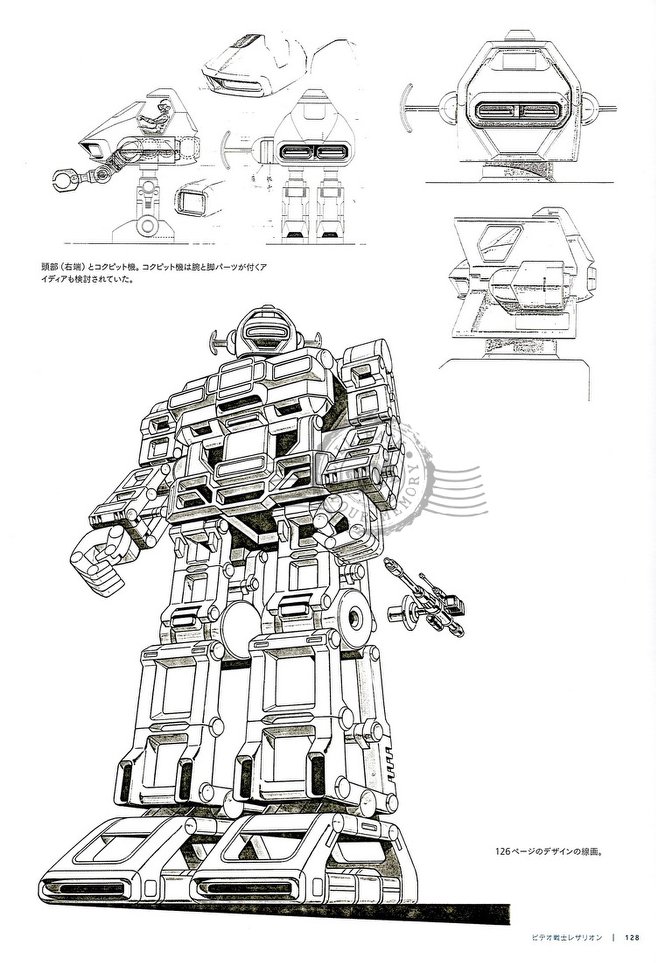 頭部（右端）とコクピット機。コクピット機は腕と脚パーツが付くア
イディアも検討されていた。
126ページのデザインの線画。
ビデオ戦士レザリオン | 128